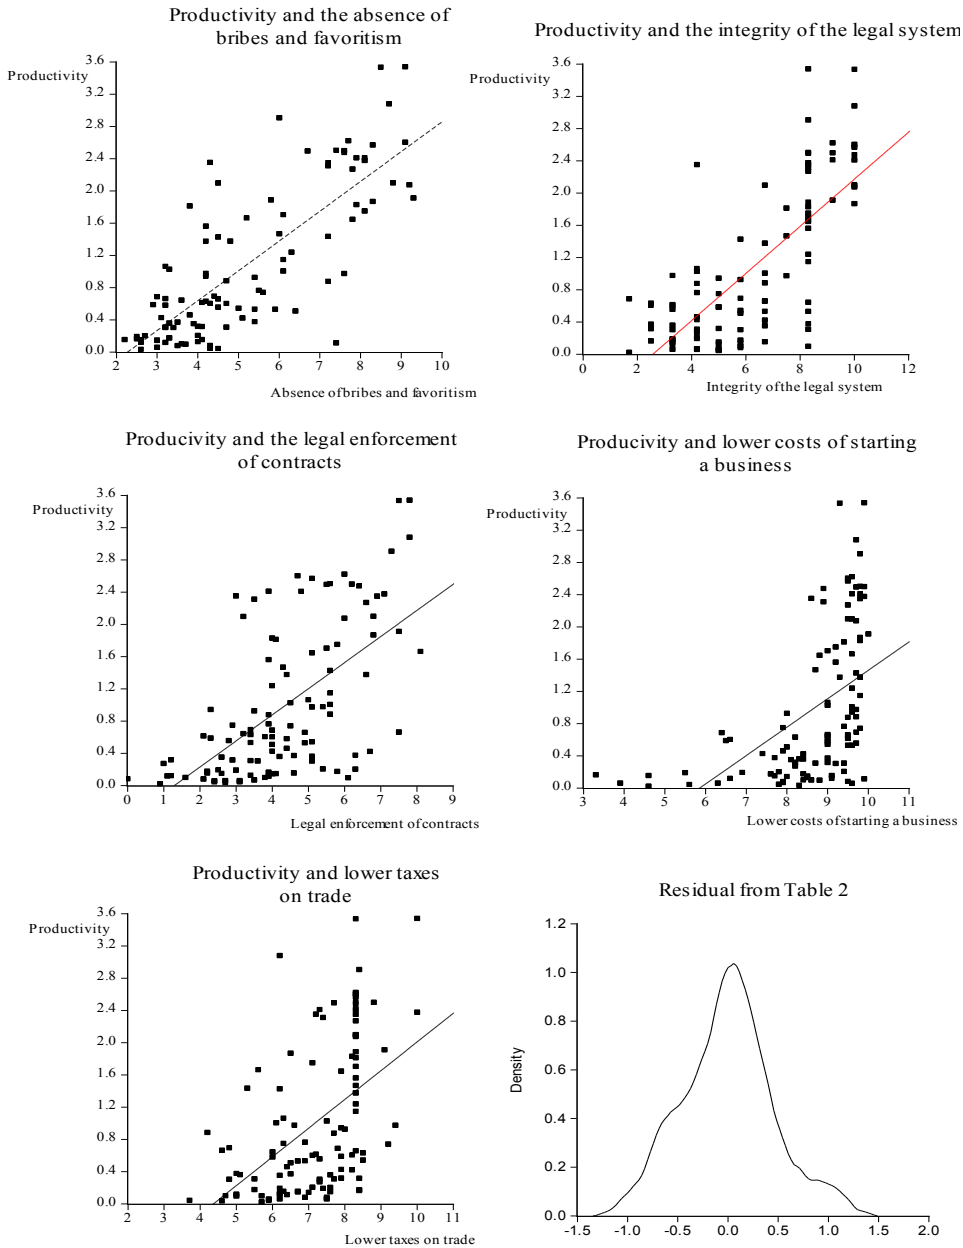 Productivity and the absence of
bribes and favoritism
Productivity
3.6
3.2
2.8
2.4
2.0
1.6
1.2
0.8
0.4
0.0
2 3 4 5 6 7 8 9 10
Absence of bribes and favoritism
Productivity and the integrity of the legal system
Productivity
3.6
3.2
2.8
2.4
2.0
1.6
1.2
0.8
0.4
0.0
0 2 4 6 8 10 12
Integrity of the legal system
Producivity and the legal enforcement
of contracts
Productivity
3.6
3.2
2.8
2.4
2.0
1.6
1.2
0.8
0.4
0.0
0 1 2 3 4 5 6 7 8 9
Legal enforcement of contracts
Producivity and lower costs of starting
a business
Productivity
3.6
3.2
2.8
2.4
2.0
1.6
1.2
0.8
0.4
0.0
3 4 5 6 7 8 9 10 11
Lower costs of starting a business
Productivity and lower taxes
on trade
Productivity
3.6
3.2
2.8
2.4
2.0
1.6
1.2
0.8
0.4
0.0
2 3 4 5 6 7 8 9 10 11
Lower taxes on trade
Residual from Table 2
Density
1.2
1.0
0.8
0.6
0.4
0.2
0.0
-1.5 -1.0 -0.5 0.0 0.5 1.0 1.5 2.0